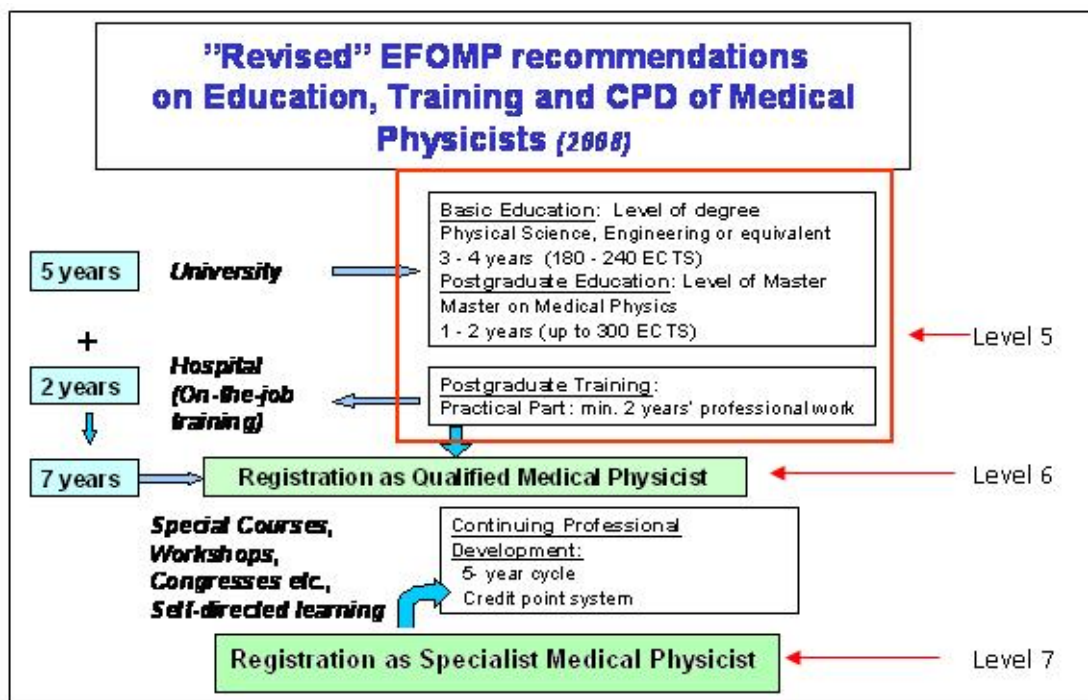 ”Revised” EFOMP recommendations
on Education, Training and CPD of Medical
Physicists (2008)
Basic Education: Level of degree
Physical Science, Engineering or equivalent
3 - 4 years (180 - 240 ECTS)
Postgraduate Education: Level of Master
Master on Medical Physics
1 - 2 years (up to 300 ECTS)
5 years
University
Level 5
+
2 years
Hospital
(On-the-job
training)
Postgraduate Training:
Practical Part: min. 2 years' professional work
7 years
Registration as Qualified Medical Physicist
Level 6
Special Courses,
Workshops,
Congresses etc.,
Self-directed learning
Continuing Professional
Development:
5- year cycle
Credit point system
Registration as Specialist Medical Physicist
Level 7